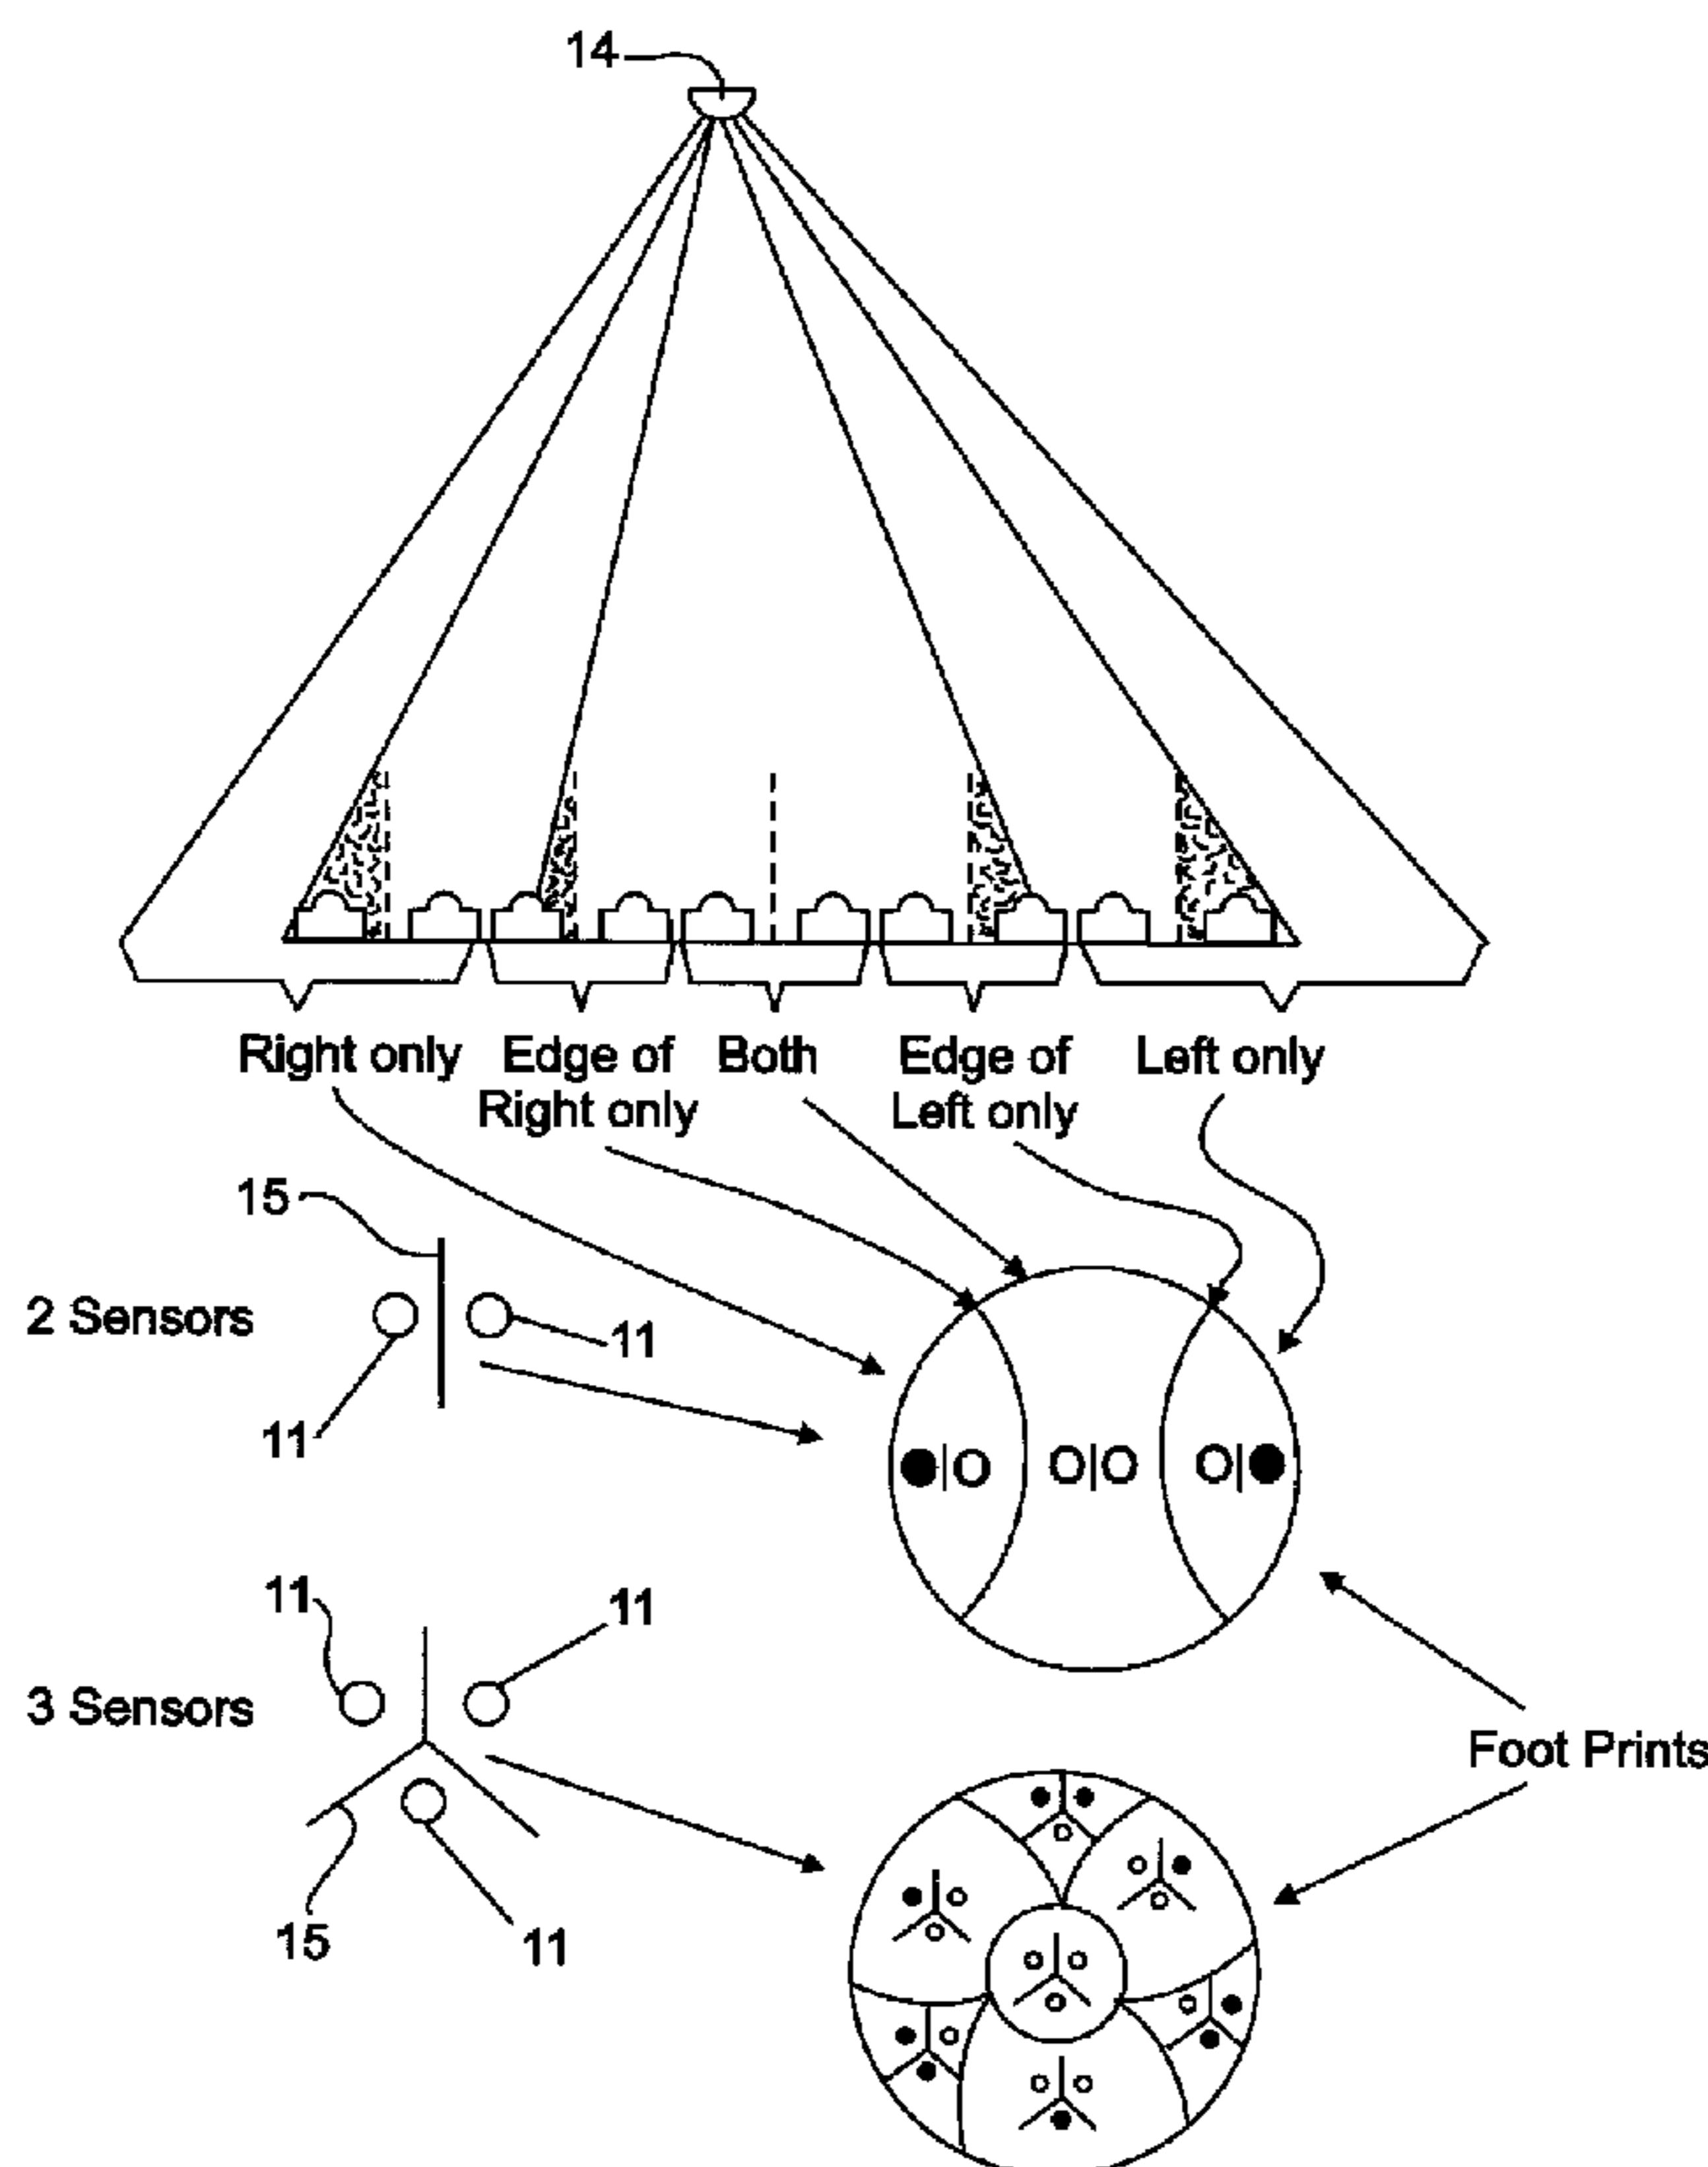 14
Right only
Edge of
Right only
Both
Edge of
Left only
Left only
15
2 Sensors
11
11
11
11
3 Sensors
15
11
Foot Prints